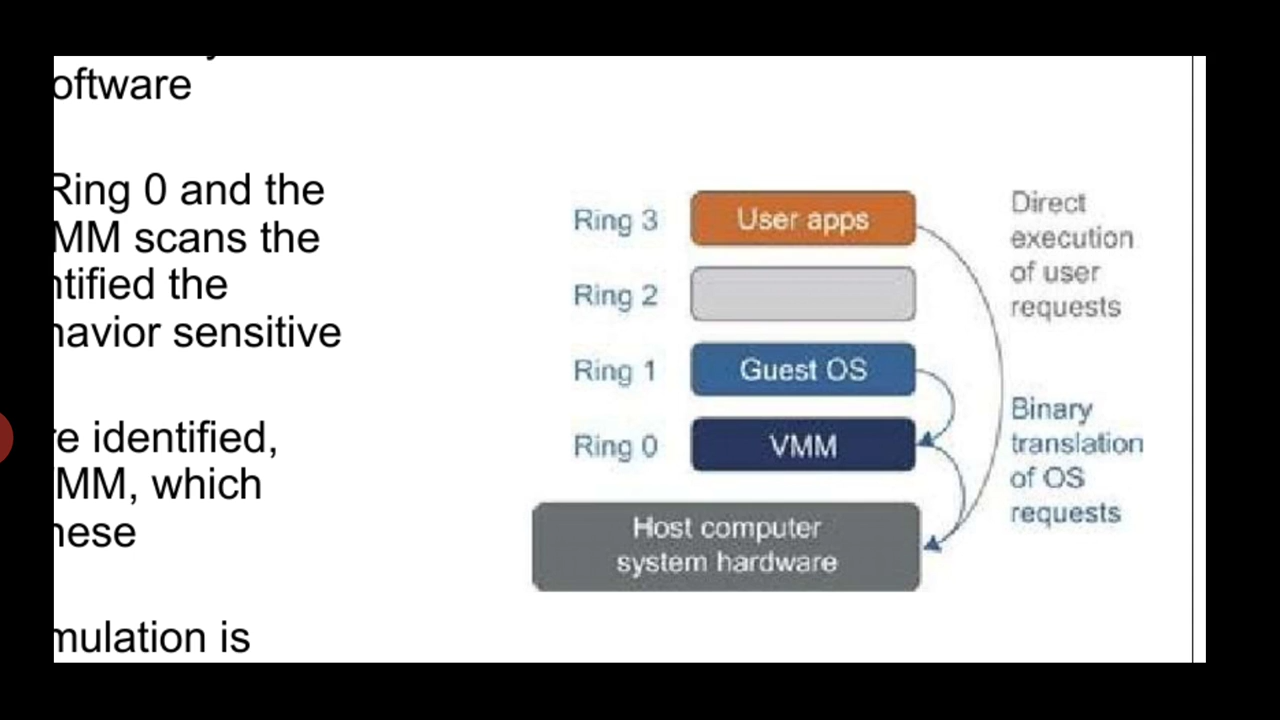 oftware
Ring 0 and the
MM scans the
ntified the
navior sensitive
re identified,
MM, which
hese
mulation is
Ring 3
User apps
Ring 2
Ring 1
Guest OS
Ring 0
VMM
Host computer
system hardware
Direct
execution
of user
requests
Binary
translation
of OS
requests